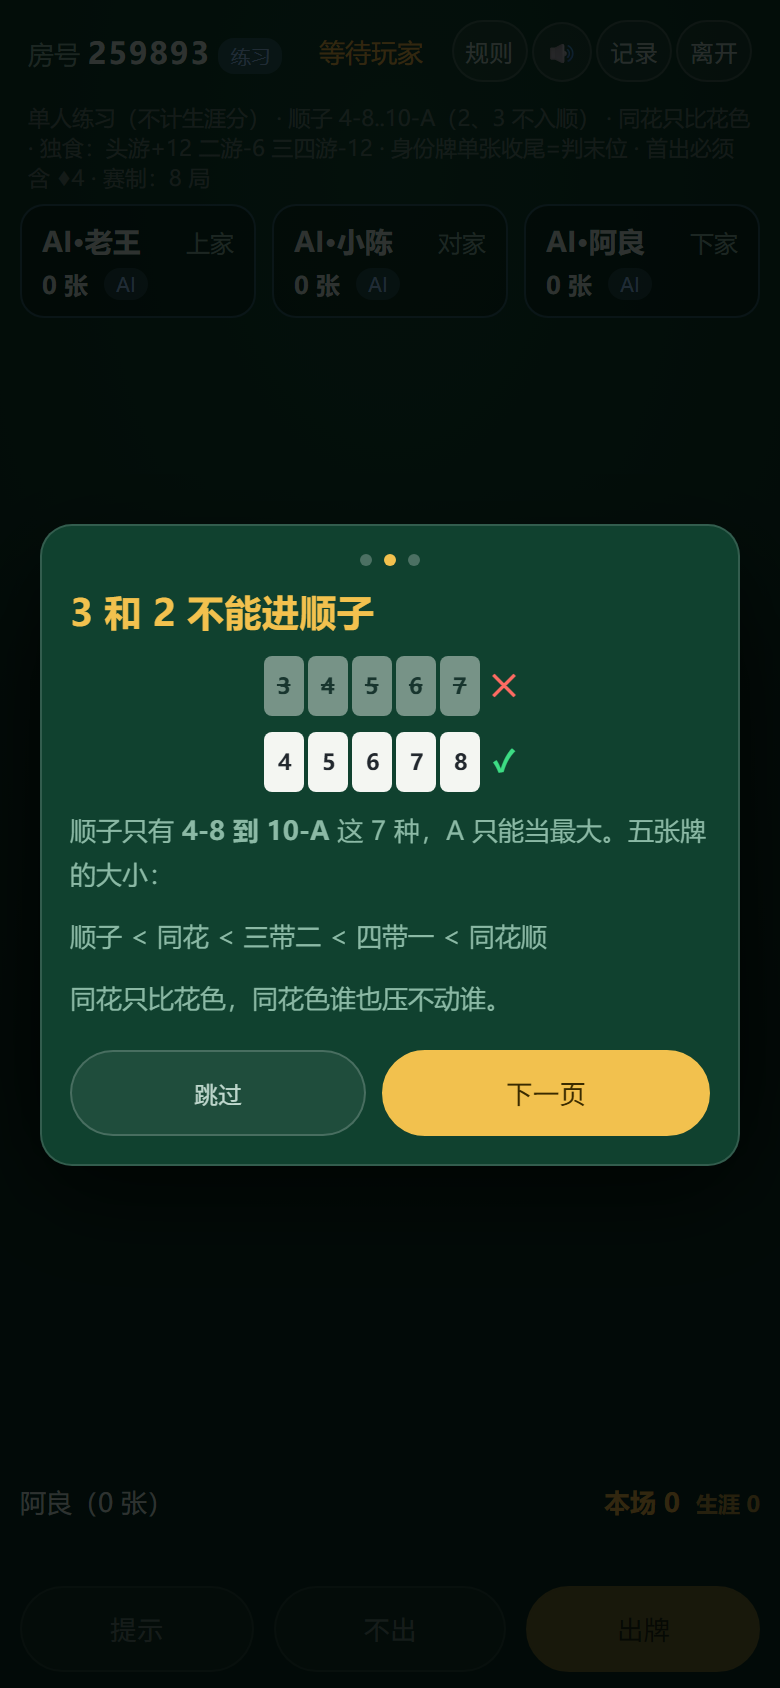 房号 259893 练习 等待玩家 规则 记录 离开
单人练习（不计生涯分） · 顺子 4-8..10-A（2、3 不入顺） · 同花只比花色
· 独食：头游+12 二游-6 三四游-12 · 身份牌单张收尾=判末位 · 首出必须
含 ♦4 · 赛制：8 局
AI•老王 上家
0 张 AI
AI•小陈 对家
0 张 AI
AI•阿良 下家
0 张 AI
3 和 2 不能进顺子
3 4 5 6 7 ✕
4 5 6 7 8 ✓
顺子只有 4-8 到 10-A 这 7 种，A 只能当最大。五张牌
的大小：
顺子 < 同花 < 三带二 < 四带一 < 同花顺
同花只比花色，同花色谁也压不动谁。
跳过 下一页
阿良（0 张） 本场 0 生涯 0
提示 不出 出牌